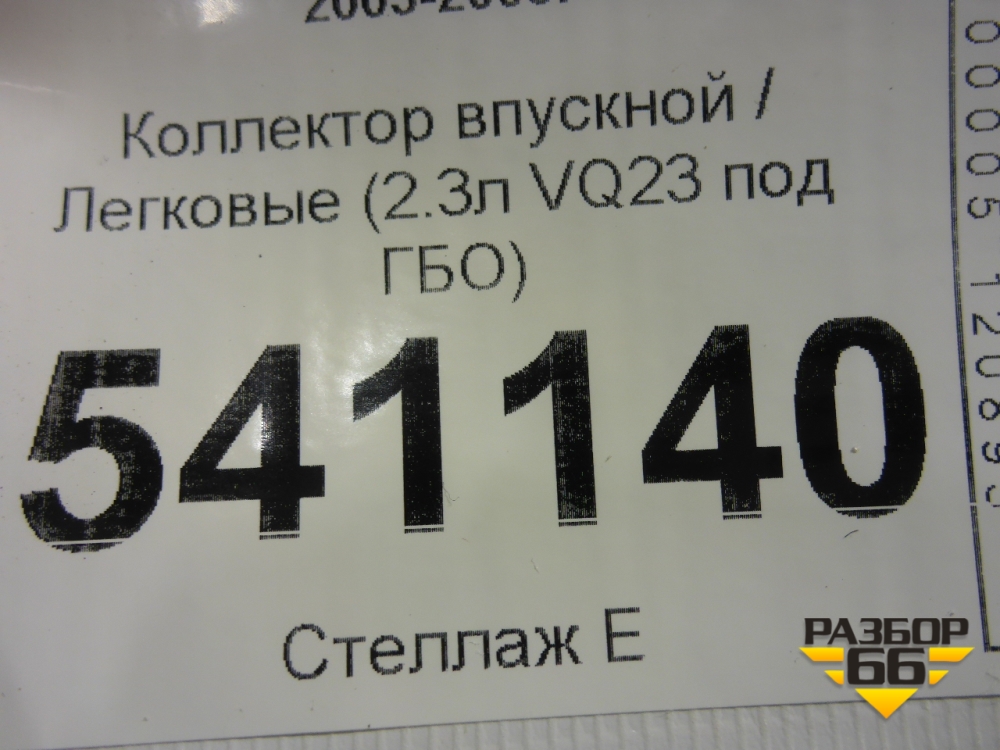 Коллектор впускной /
Легковые (2.3л VQ23 под
ГБО)
541140
Стеллаж Е
РАЗБОР
66